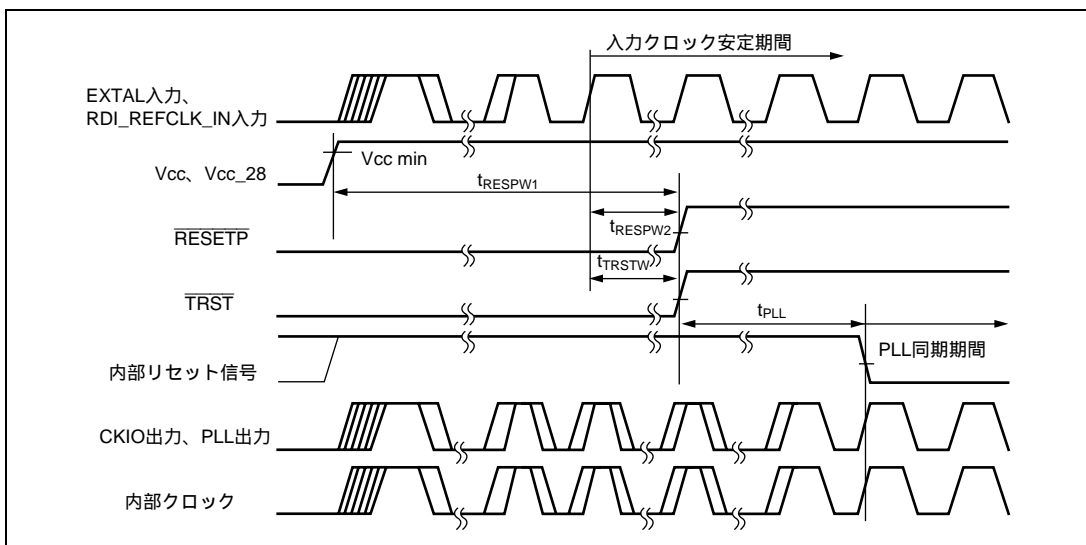 入力クロック安定期間
EXTAL入力、
RDI_REFCLK_IN入力
Vcc min
Vcc、Vcc_28
tRESPW1
tRESPW2
RESETP
tTRSTW
TRST
tPLL
PLL同期期間
内部リセット信号
CKIO出力、PLL出力
内部クロック